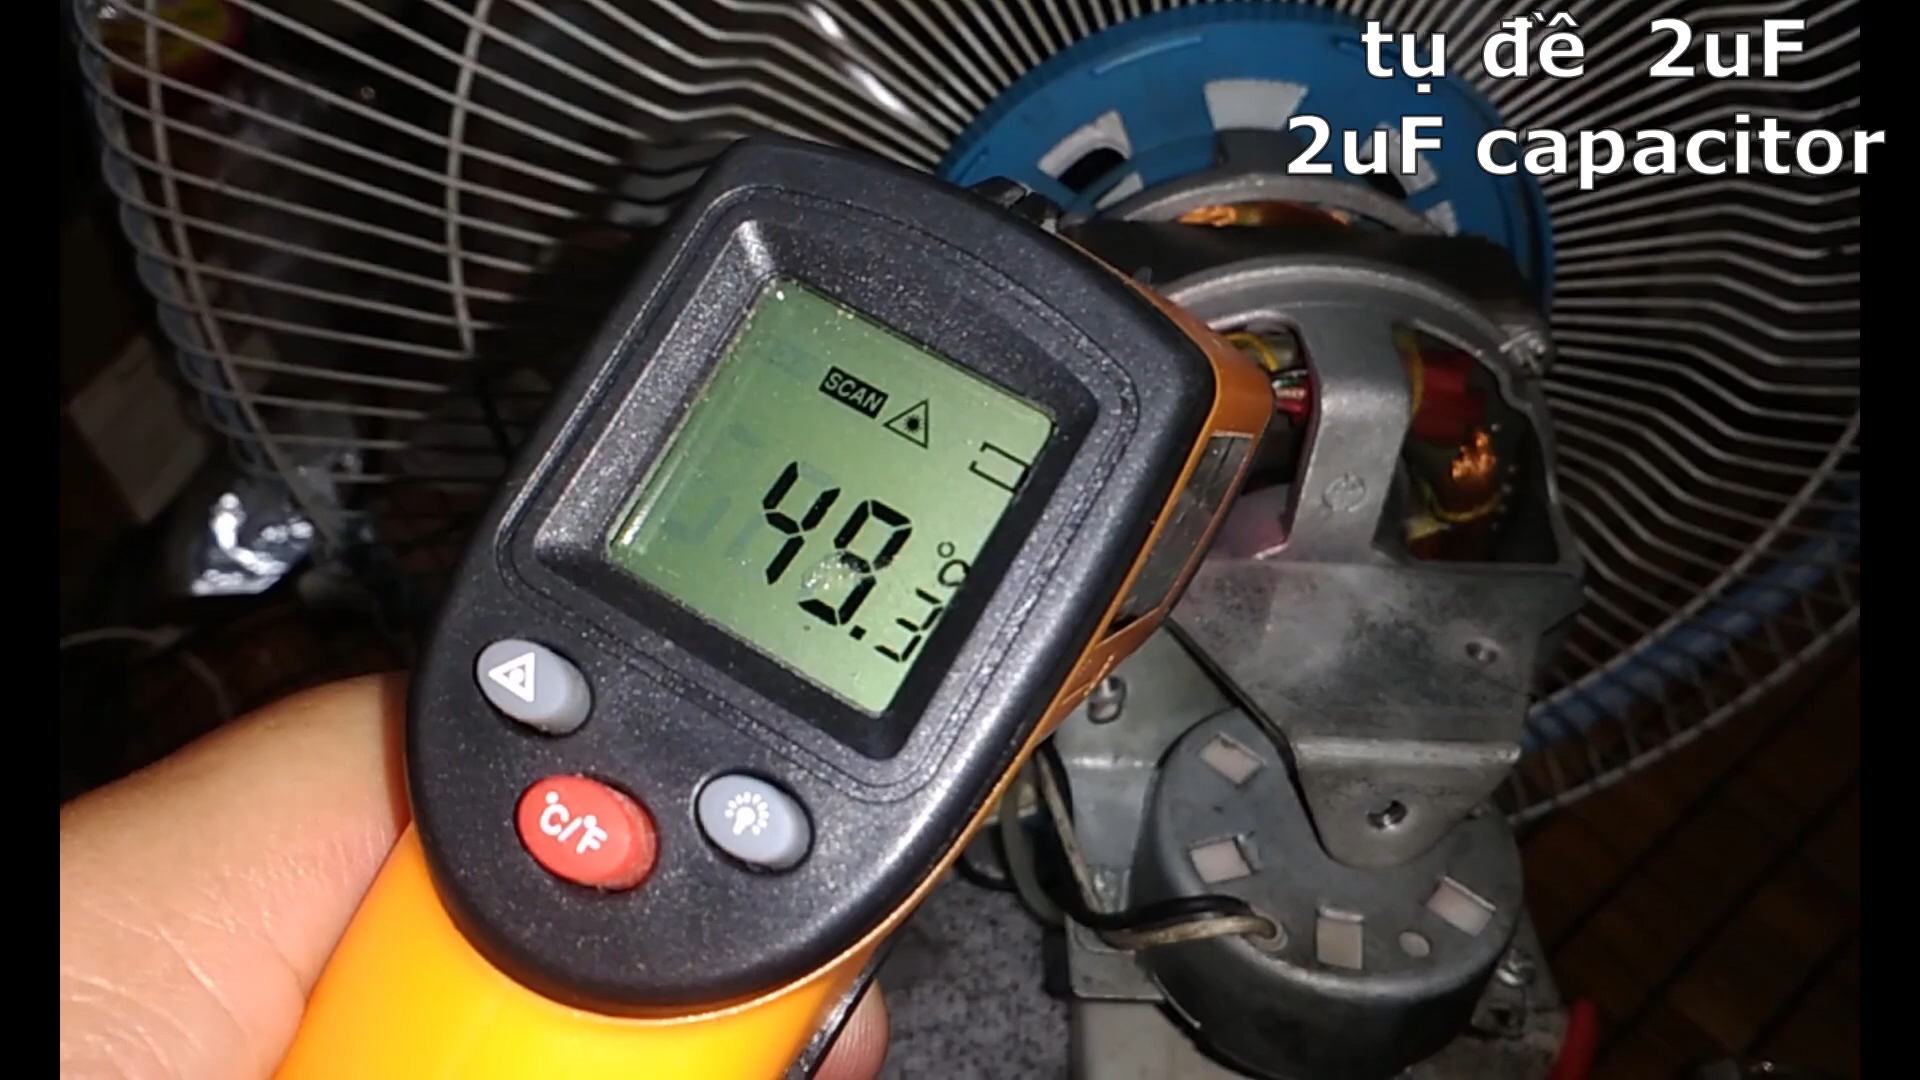 tụ đề 2uF
2uF capacitor
SCAN
49.3 °C
°C/°F